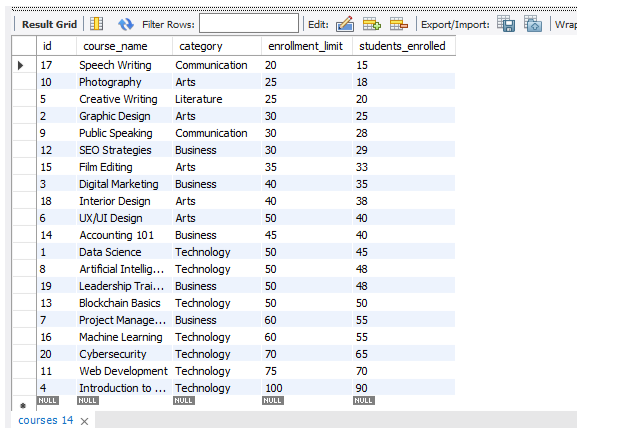 Result Grid Filter Rows: Edit: Export/Import: Wrap
id course_name category enrollment_limit students_enrolled
17 Speech Writing Communication 20 15
10 Photography Arts 25 18
5 Creative Writing Literature 25 20
2 Graphic Design Arts 30 25
9 Public Speaking Communication 30 28
12 SEO Strategies Business 30 29
15 Film Editing Arts 35 33
3 Digital Marketing Business 40 35
18 Interior Design Arts 40 38
6 UX/UI Design Arts 50 40
14 Accounting 101 Business 45 40
1 Data Science Technology 50 45
8 Artificial Intellig... Technology 50 48
19 Leadership Trai... Business 50 48
13 Blockchain Basics Technology 50 50
7 Project Manage... Business 60 55
16 Machine Learning Technology 60 55
20 Cybersecurity Technology 70 65
11 Web Development Technology 75 70
4 Introduction to ... Technology 100 90
NULL NULL NULL NULL NULL
courses 14